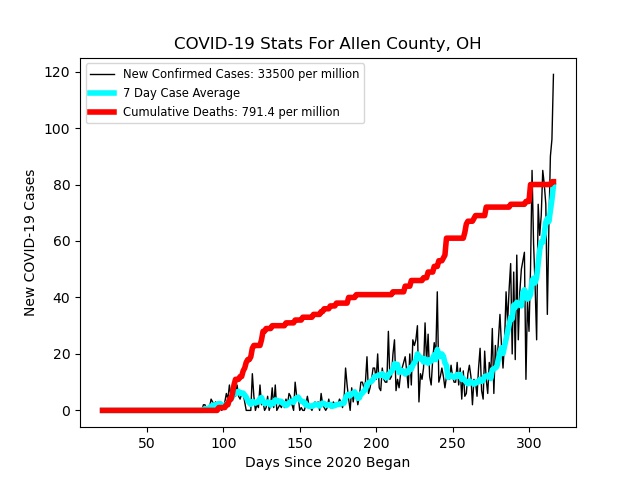 COVID-19 Stats For Allen County, OH
New Confirmed Cases: 33500 per million
7 Day Case Average
Cumulative Deaths: 791.4 per million
120
100
80
60
40
20
0
New COVID-19 Cases
50 100 150 200 250 300
Days Since 2020 Began